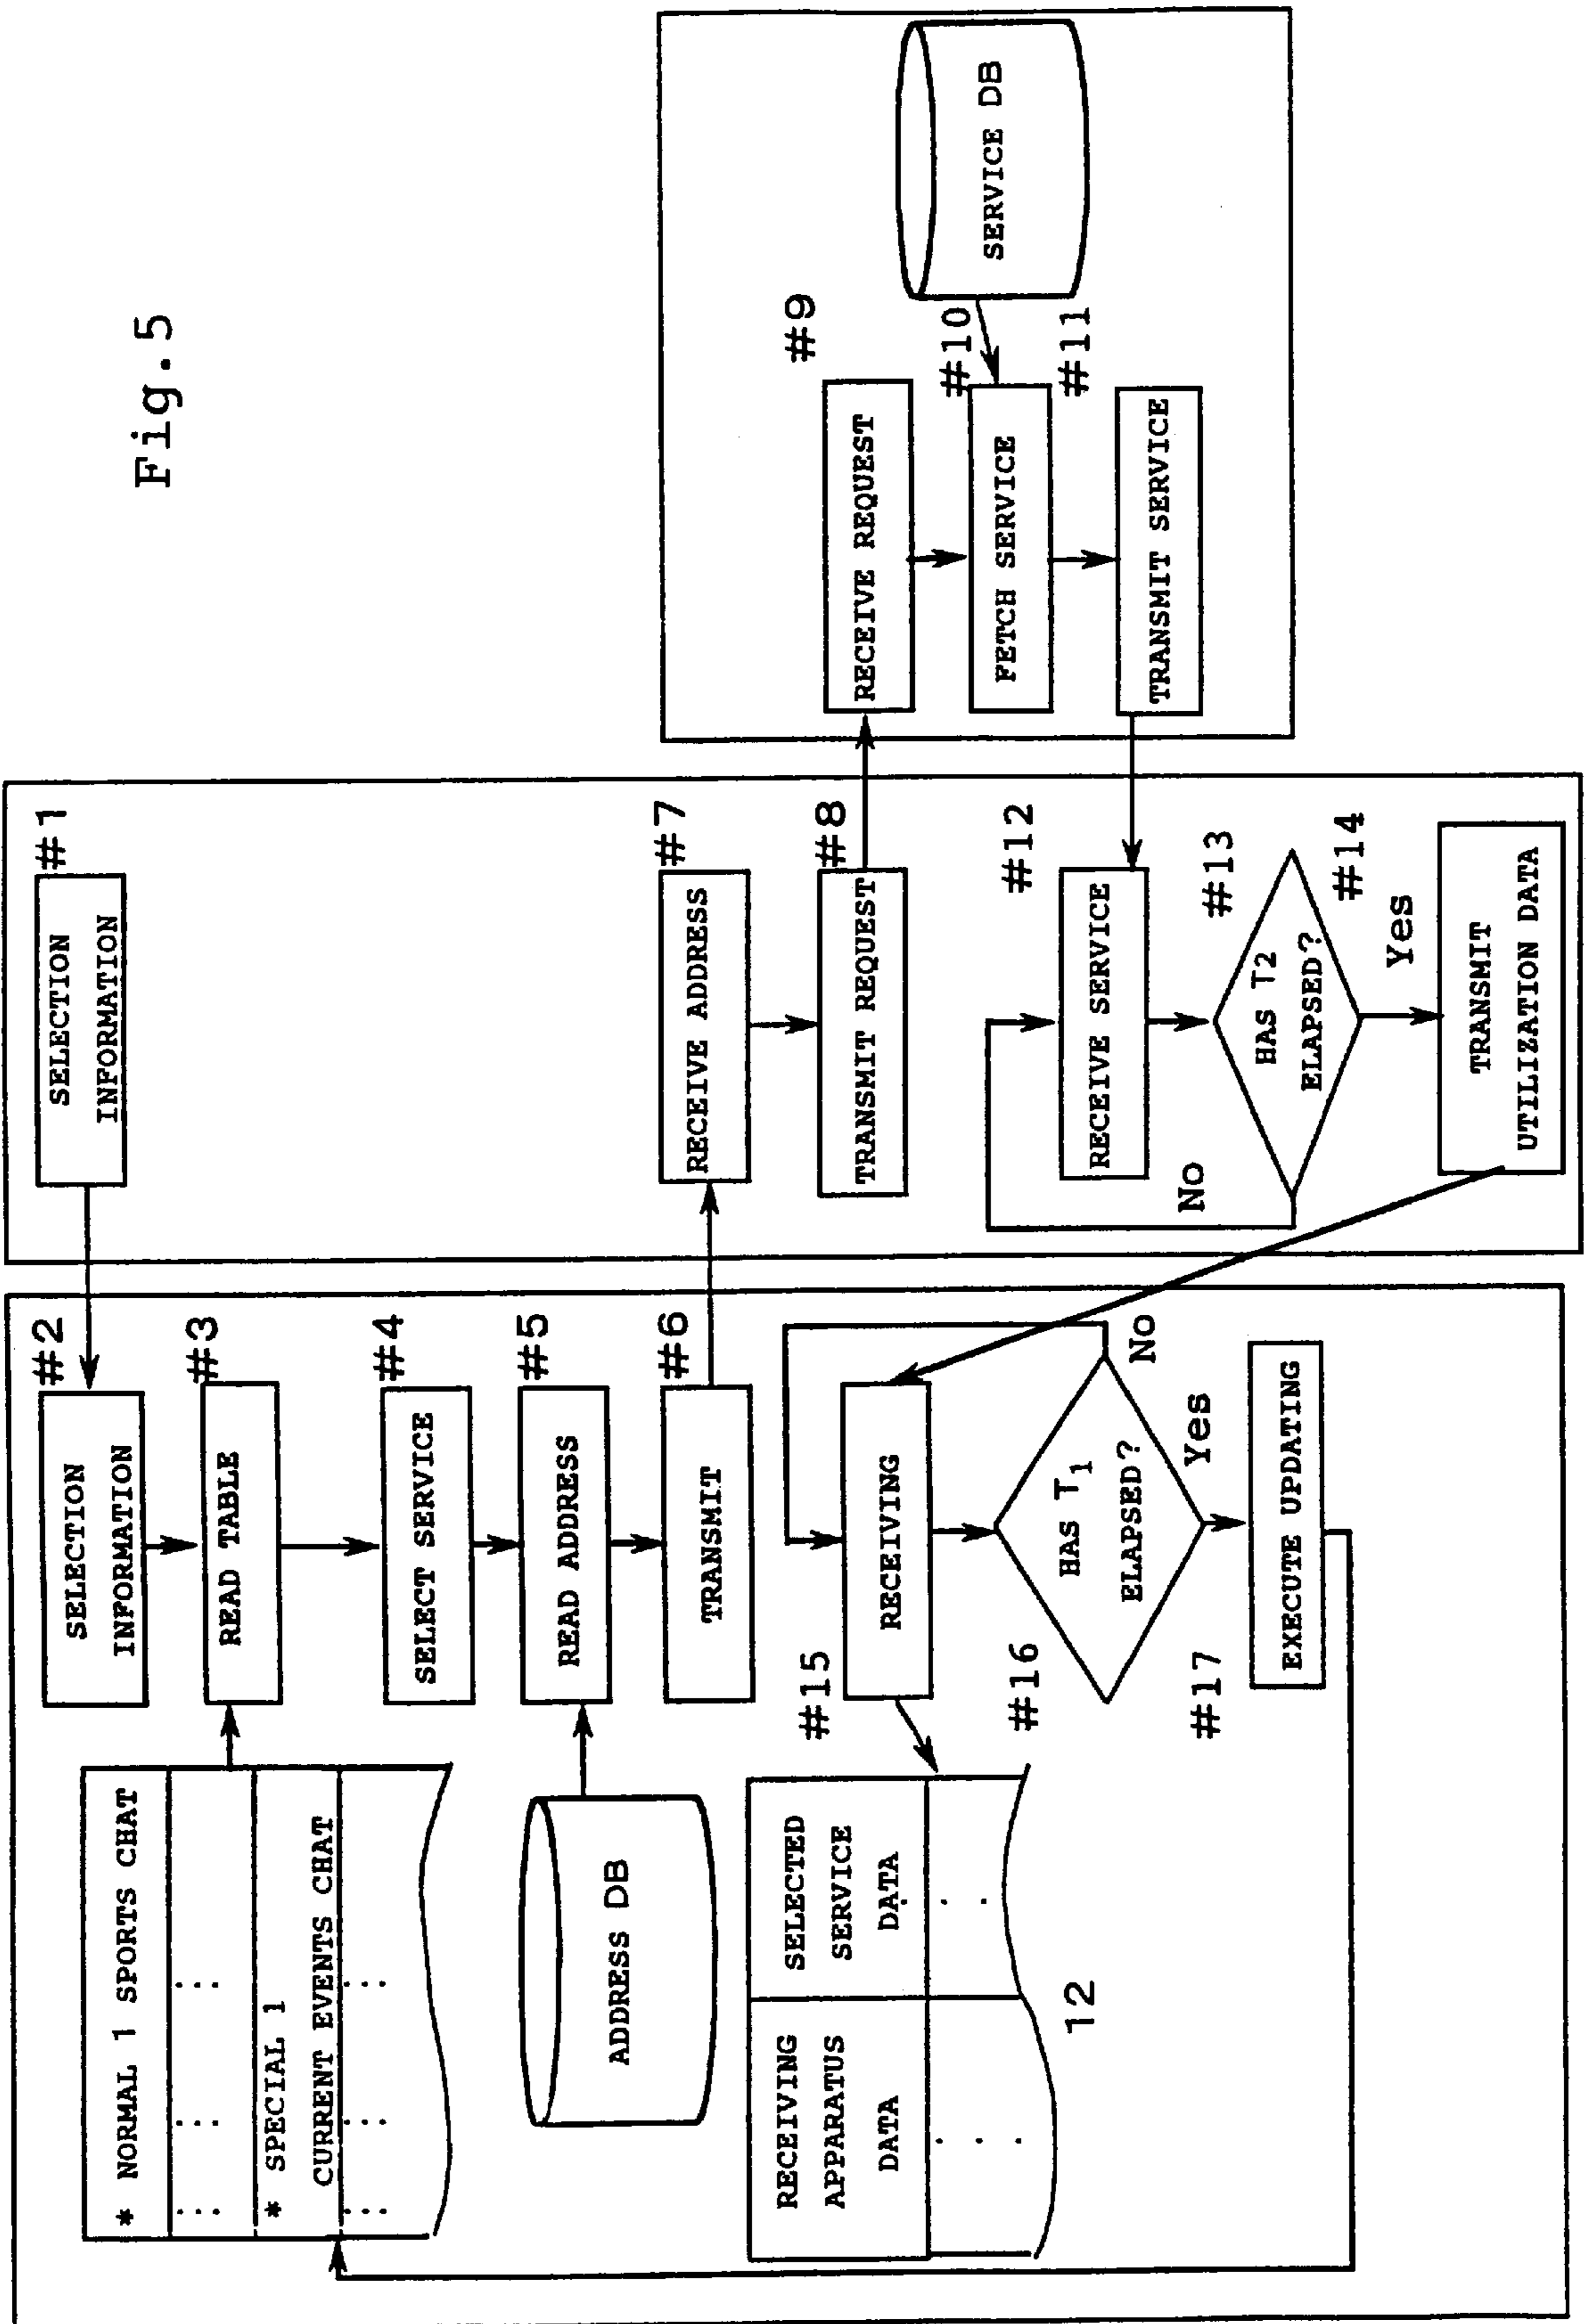 Fig.5
* NORMAL 1 SPORTS CHAT
... ... ...
* SPECIAL 1
CURRENT EVENTS CHAT
... ... ...
#2
SELECTION
INFORMATION
#3
READ TABLE
#4
SELECT SERVICE
#5
READ ADDRESS
ADDRESS DB
#6
TRANSMIT
#15
RECEIVING
RECEIVING
APPARATUS
DATA
. . .
SELECTED
SERVICE
DATA
. . .
12
#16
HAS T1
ELAPSED?
No
Yes
#17
EXECUTE UPDATING
#1
SELECTION
INFORMATION
#7
RECEIVE ADDRESS
#8
TRANSMIT REQUEST
#12
RECEIVE SERVICE
#13
HAS T2
ELAPSED?
No
Yes
#14
TRANSMIT
UTILIZATION DATA
#9
RECEIVE REQUEST
#10
FETCH SERVICE
SERVICE DB
#11
TRANSMIT SERVICE